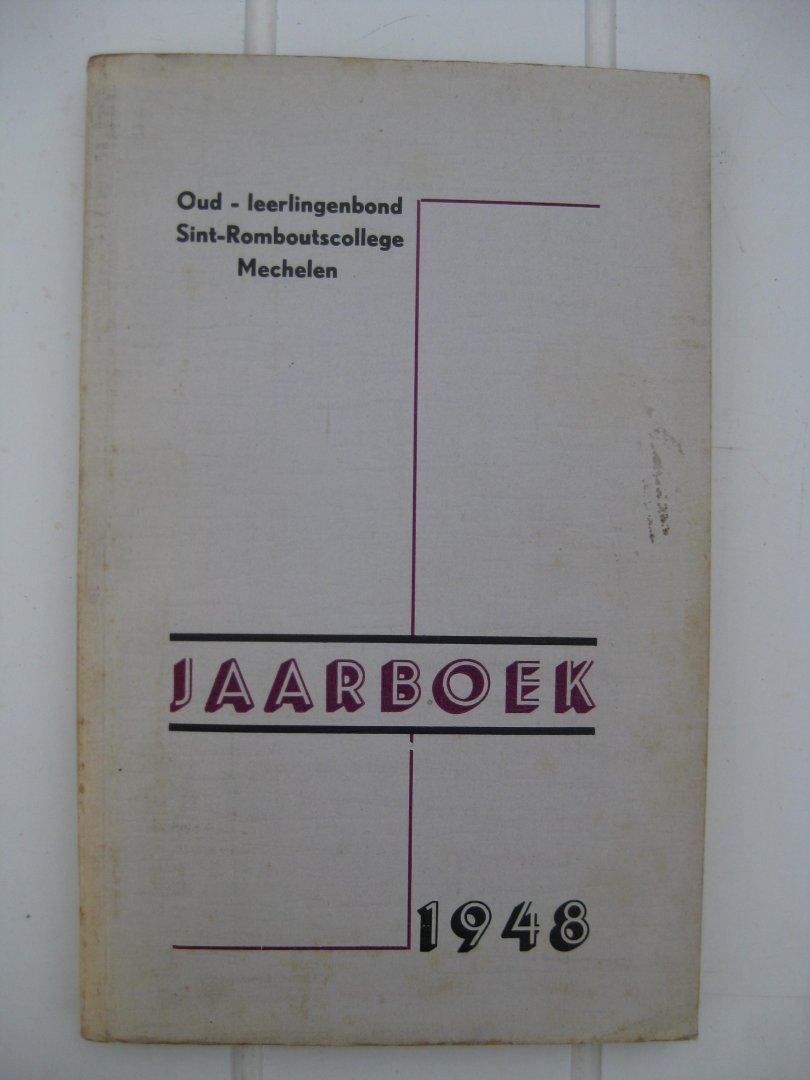 Oud - leerlingenbond
Sint-Romboutscollege
Mechelen
JAARBOEK
1948